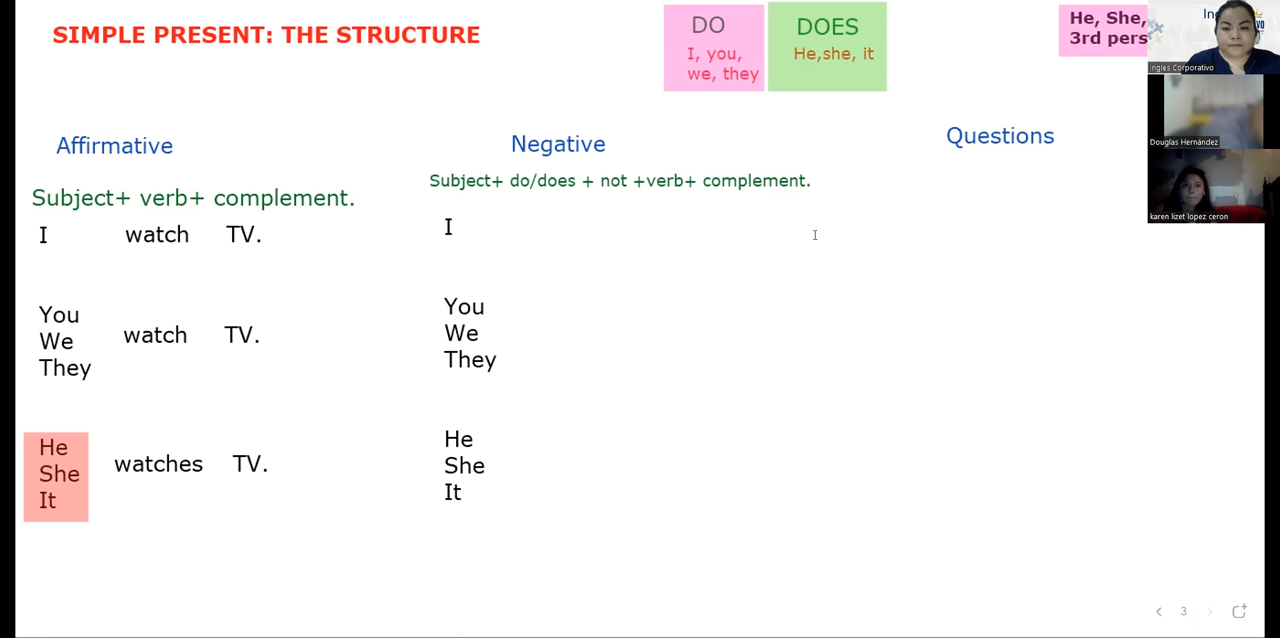 SIMPLE PRESENT: THE STRUCTURE
DO
I, you,
we, they
DOES
He,she, it
He, She,
3rd pers
Ingles Corporativo
Douglas Hernández
karen lizet lopez ceron
Affirmative
Subject+ verb+ complement.
I watch TV.
You
We watch TV.
They
He
She watches TV.
It
Negative
Subject+ do/does + not +verb+ complement.
I
You
We
They
He
She
It
Questions
3